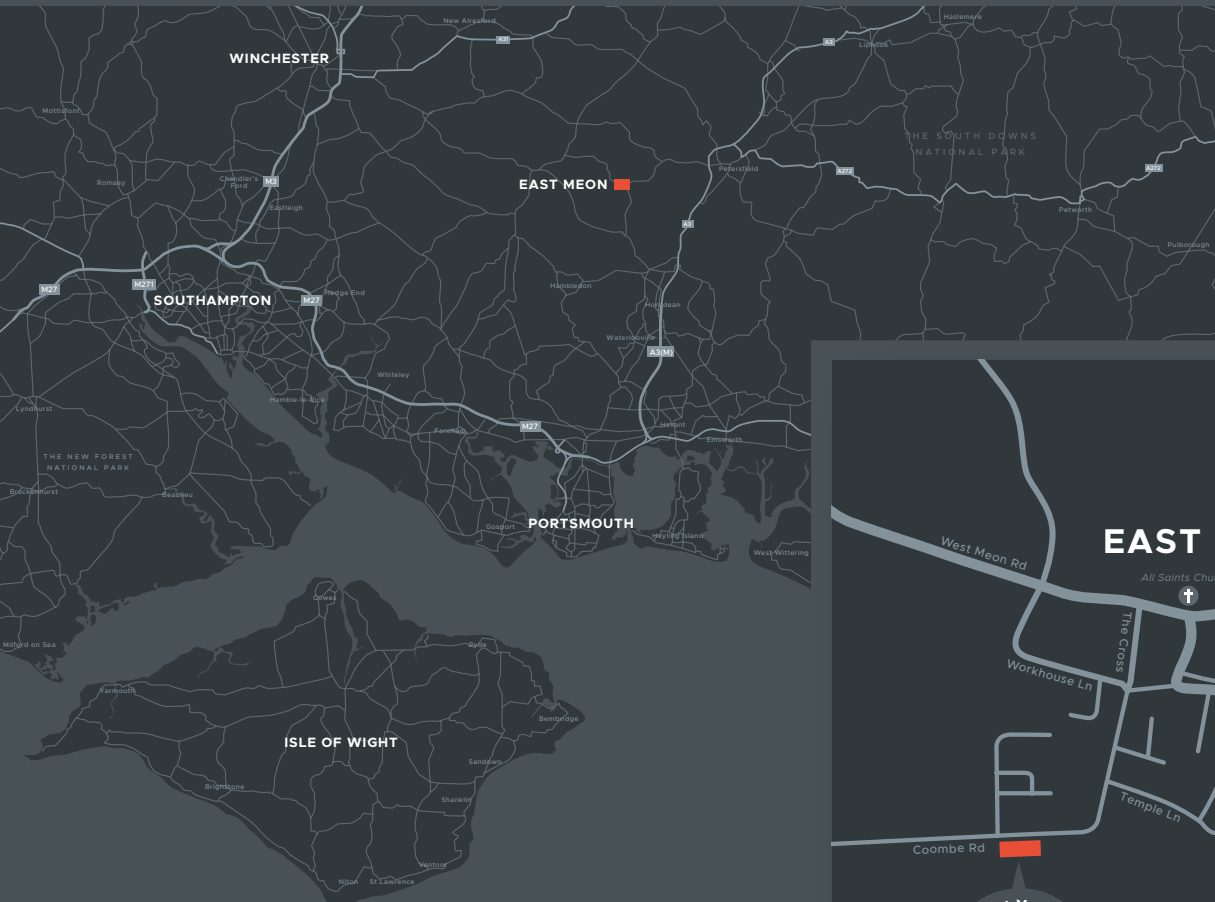 New Alresford
Haslemere
A31
A3
Liphook
WINCHESTER
Mottisfont
THE SOUTH DOWNS
NATIONAL PARK
Petersfield
A272
A272
Romsey
Chandler's
Ford
M3
EAST MEON
Eastleigh
Petworth
A3
Pulborough
M27
M271
SOUTHAMPTON
M27
Hedge End
Hambledon
Horndean
Waterlooville
A3(M)
Whiteley
Lyndhurst
Hamble-le-Rice
Fareham
M27
Havant
Emsworth
THE NEW FOREST
NATIONAL PARK
Brockenhurst
Beaulieu
Gosport
PORTSMOUTH
Hayling Island
West Wittering
Cowes
Milford on Sea
Ryde
Yarmouth
Bembridge
ISLE OF WIGHT
Sandown
Brighstone
Shanklin
Ventnor
Niton
St Lawrence
EAST
West Meon Rd
All Saints Chu
The Cross
Workhouse Ln
Temple Ln
Coombe Rd